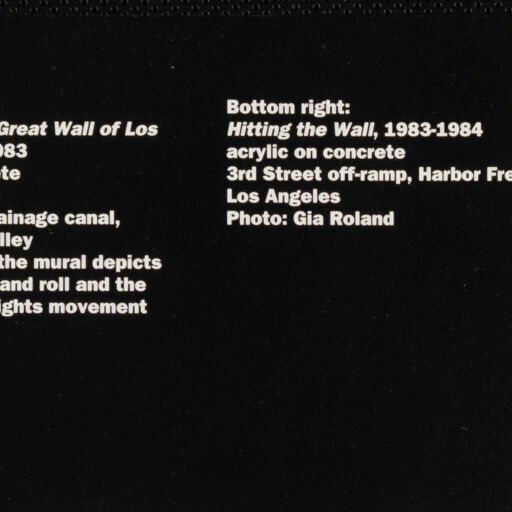 Great Wall of Los
983
ete
ainage canal,
lley
the mural depicts
and roll and the
ights movement
Bottom right:
Hitting the Wall, 1983-1984
acrylic on concrete
3rd Street off-ramp, Harbor Fre
Los Angeles
Photo: Gia Roland